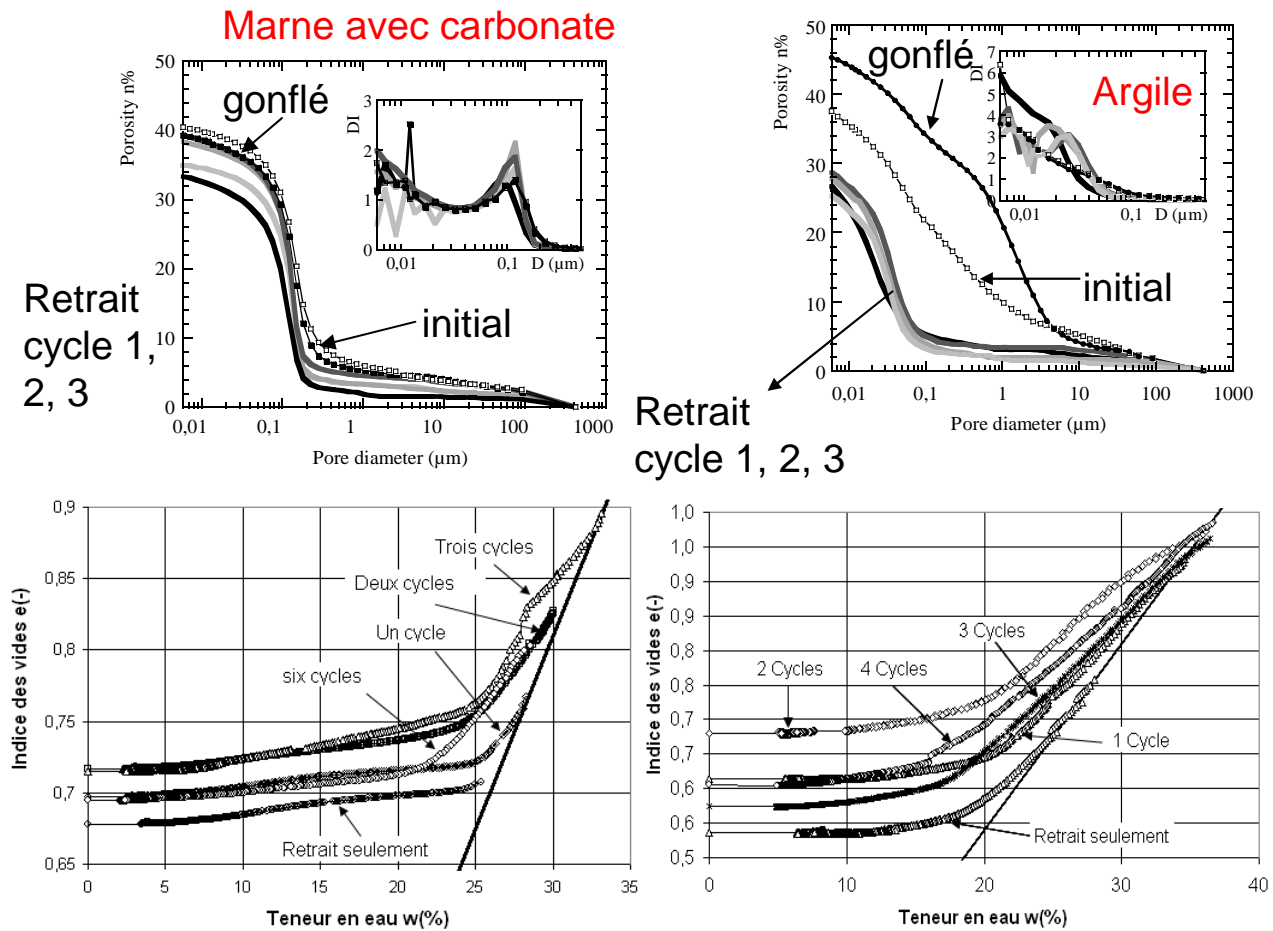 Marne avec carbonate
Porosity n%
50
40
30
20
10
0
gonflé
DI
3
2
1
0
0,01
0,1
D (µm)
initial
Retrait
cycle 1,
2, 3
0,01
0,1
1
10
100
1000
Pore diameter (µm)
Porosity n%
50
40
30
20
10
0
gonflé
DI
7
6
5
4
3
2
1
0
0,01
0,1
D (µm)
Argile
initial
0,01
0,1
1
10
100
1000
Pore diameter (µm)
Retrait
cycle 1, 2, 3
Indice des vides e(-)
0,9
0,85
0,8
0,75
0,7
0,65
Trois cycles
Deux cycles
Un cycle
six cycles
Retrait seulement
0
5
10
15
20
25
30
35
Teneur en eau w(%)
Indice des vides e(-)
1,0
1,0
0,9
0,9
0,8
0,8
0,7
0,7
0,6
0,6
0,5
3 Cycles
2 Cycles
4 Cycles
1 Cycle
Retrait seulement
0
10
20
30
40
Teneur en eau w(%)